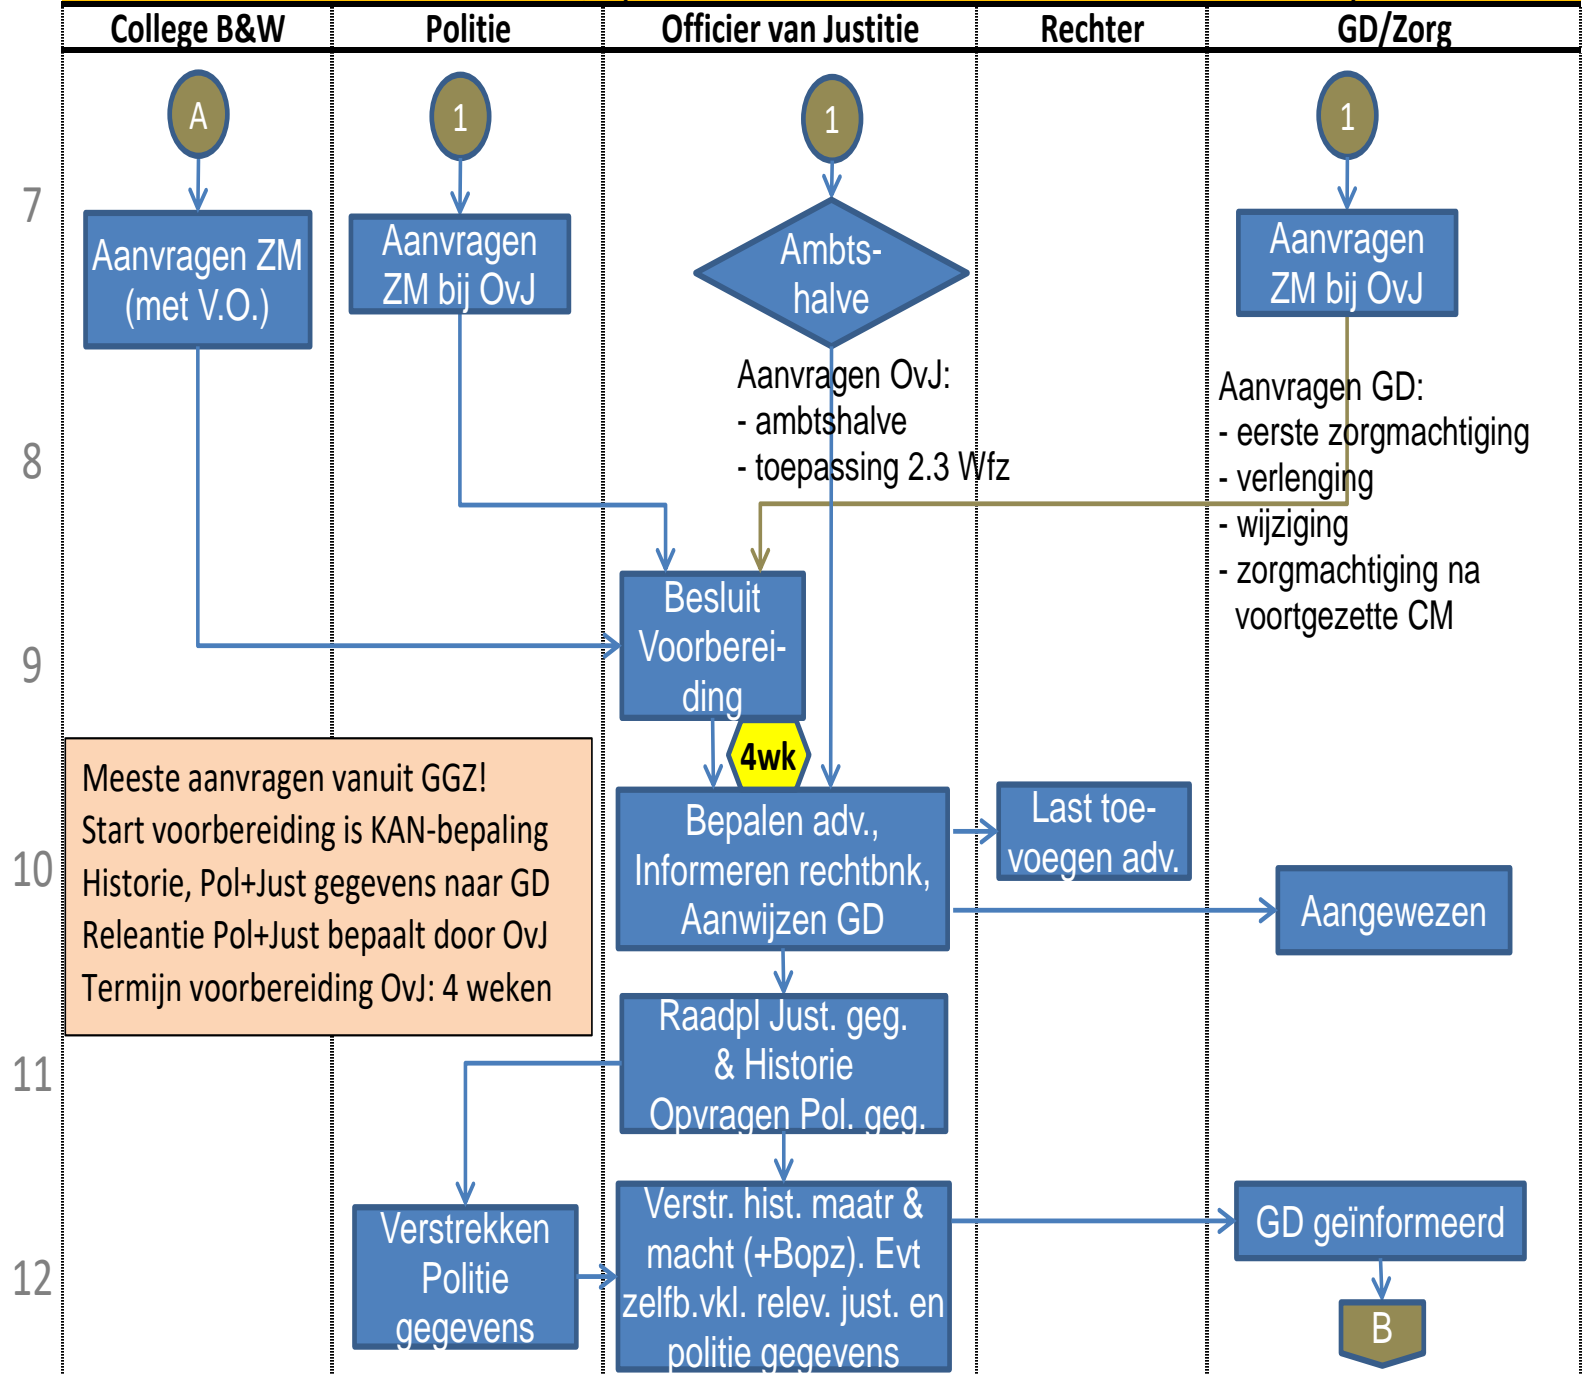 College B&W
Politie
Officier van Justitie
Rechter
GD/Zorg
A
1
1
1
7
Aanvragen ZM
(met V.O.)
Aanvragen
ZM bij OvJ
Ambts-
halve
Aanvragen
ZM bij OvJ
Aanvragen OvJ:
- ambtshalve
- toepassing 2.3 Wfz
Aanvragen GD:
- eerste zorgmachtiging
- verlenging
- wijziging
- zorgmachtiging na
voortgezette CM
8
Besluit
Voorberei-
ding
9
4wk
Meeste aanvragen vanuit GGZ!
Start voorbereiding is KAN-bepaling
Historie, Pol+Just gegevens naar GD
Releantie Pol+Just bepaalt door OvJ
Termijn voorbereiding OvJ: 4 weken
10
Bepalen adv.,
Informeren rechtbnk,
Aanwijzen GD
Last toe-
voegen adv.
Aangewezen
11
Raadpl Just. geg.
& Historie
Opvragen Pol. geg.
12
Verstrekken
Politie
gegevens
Verstr. hist. maatr &
macht (+Bopz). Evt
zelfb.vkl. relev. just. en
politie gegevens
GD geïnformeerd
B